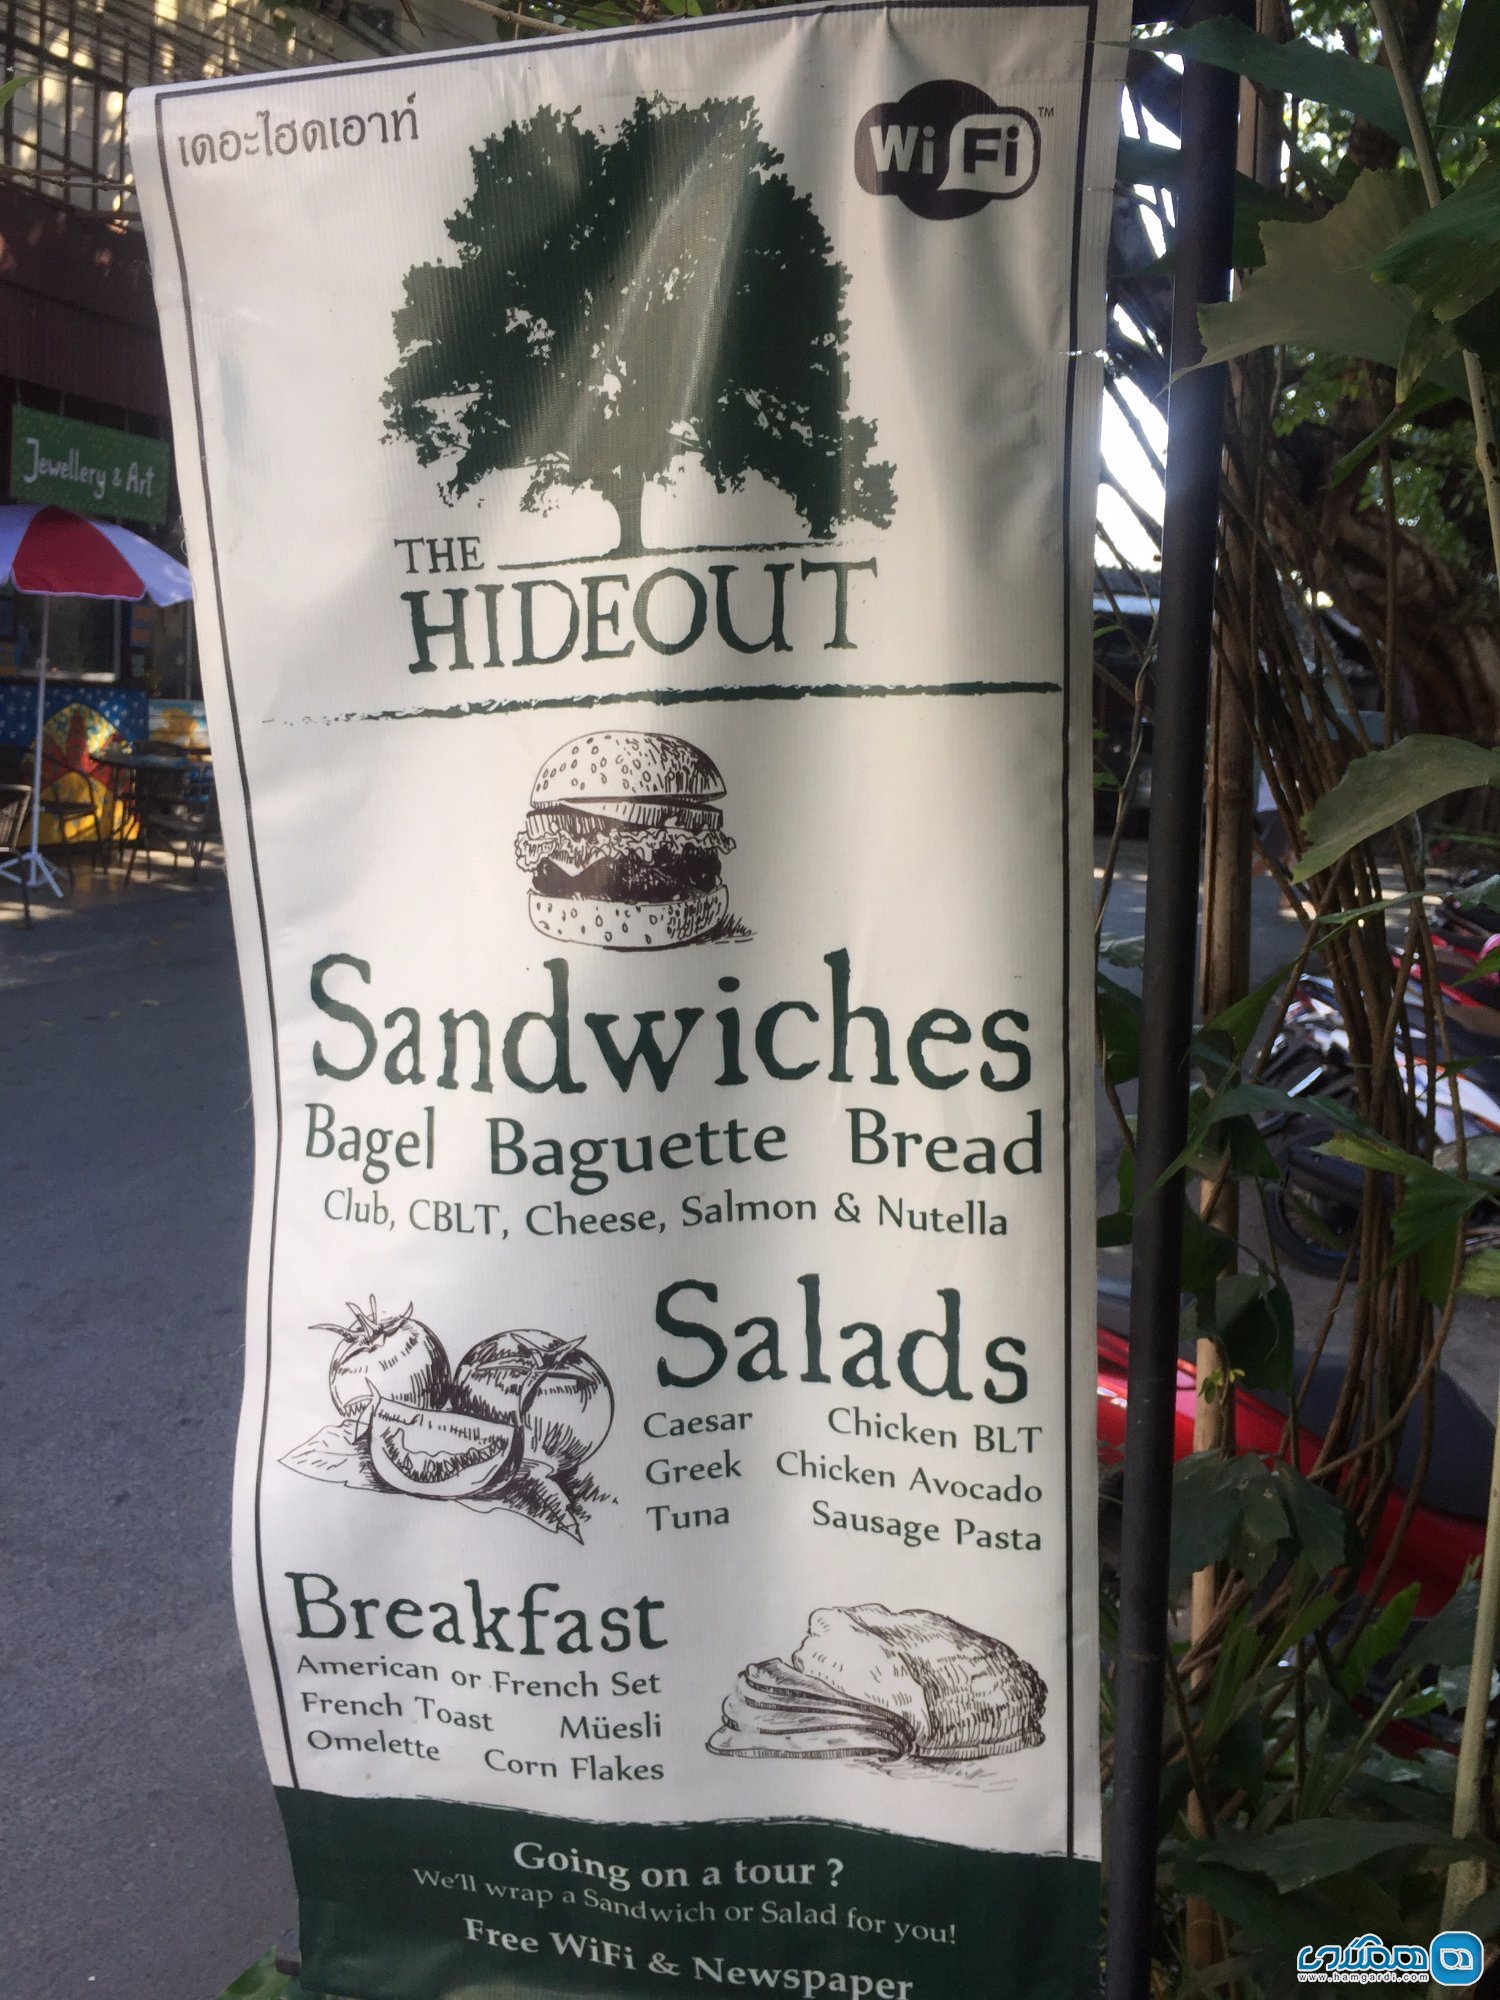 เดอะไฮดเอาท์
WiFi™
Jewellery & Art
THE
HIDEOUT
Sandwiches
Bagel Baguette Bread
Club, CBLT, Cheese, Salmon & Nutella
Salads
Caesar Chicken BLT
Greek Chicken Avocado
Tuna Sausage Pasta
Breakfast
American or French Set
French Toast Müesli
Omelette Corn Flakes
Going on a tour ?
We'll wrap a Sandwich or Salad for you!
Free WiFi & Newspaper
همگردی
www.hamgardi.com